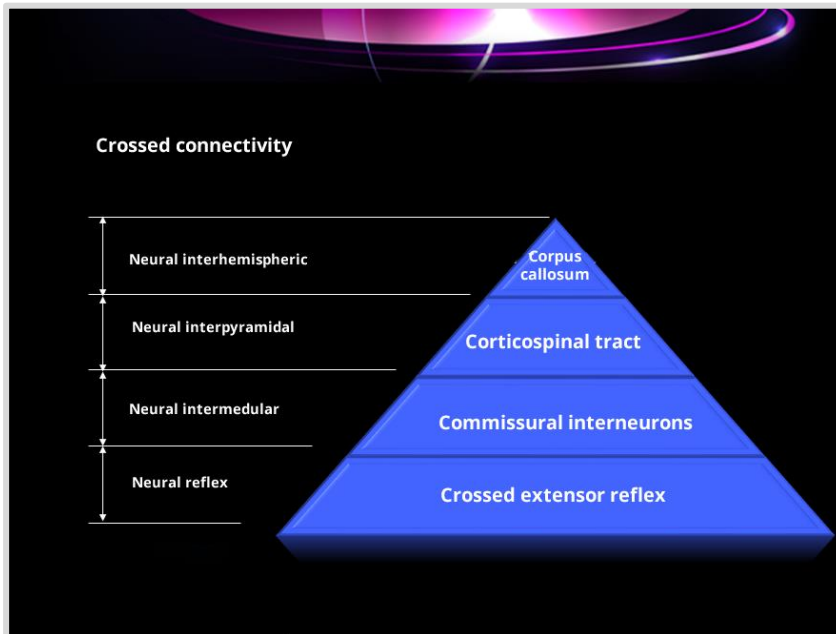 Crossed connectivity
Neural interhemispheric
Corpus
callosum
Neural interpyramidal
Corticospinal tract
Neural intermedular
Commissural interneurons
Neural reflex
Crossed extensor reflex